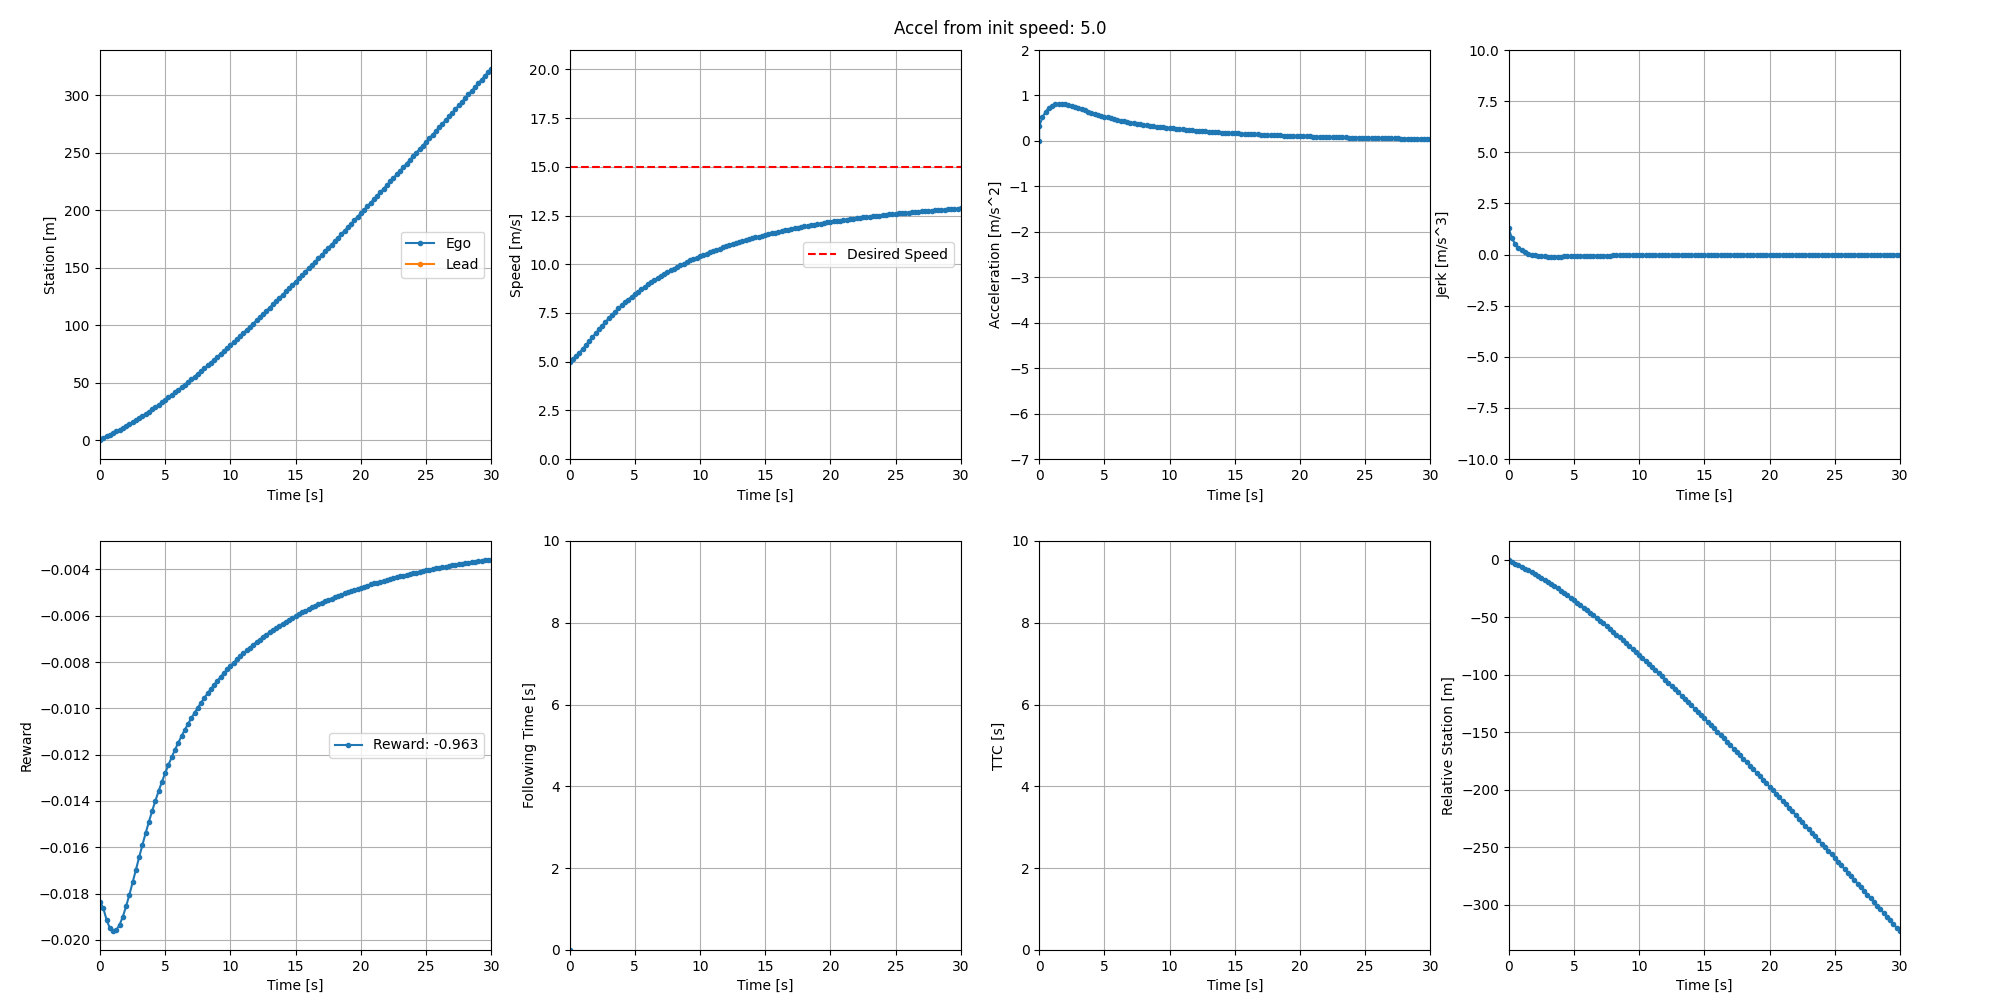 Accel from init speed: 5.0
Station [m]
300
250
200
150
100
50
0
0 5 10 15 20 25 30
Time [s]
Ego
Lead
Speed [m/s]
20.0
17.5
15.0
12.5
10.0
7.5
5.0
2.5
0.0
0 5 10 15 20 25 30
Time [s]
Desired Speed
Acceleration [m/s^2]
2
1
0
−1
−2
−3
−4
−5
−6
−7
0 5 10 15 20 25 30
Time [s]
Jerk [m/s^3]
10.0
7.5
5.0
2.5
0.0
−2.5
−5.0
−7.5
−10.0
0 5 10 15 20 25 30
Time [s]
Reward
−0.004
−0.006
−0.008
−0.010
−0.012
−0.014
−0.016
−0.018
−0.020
0 5 10 15 20 25 30
Time [s]
Reward: -0.963
Following Time [s]
10
8
6
4
2
0
0 5 10 15 20 25 30
Time [s]
TTC [s]
10
8
6
4
2
0
0 5 10 15 20 25 30
Time [s]
Relative Station [m]
0
−50
−100
−150
−200
−250
−300
0 5 10 15 20 25 30
Time [s]